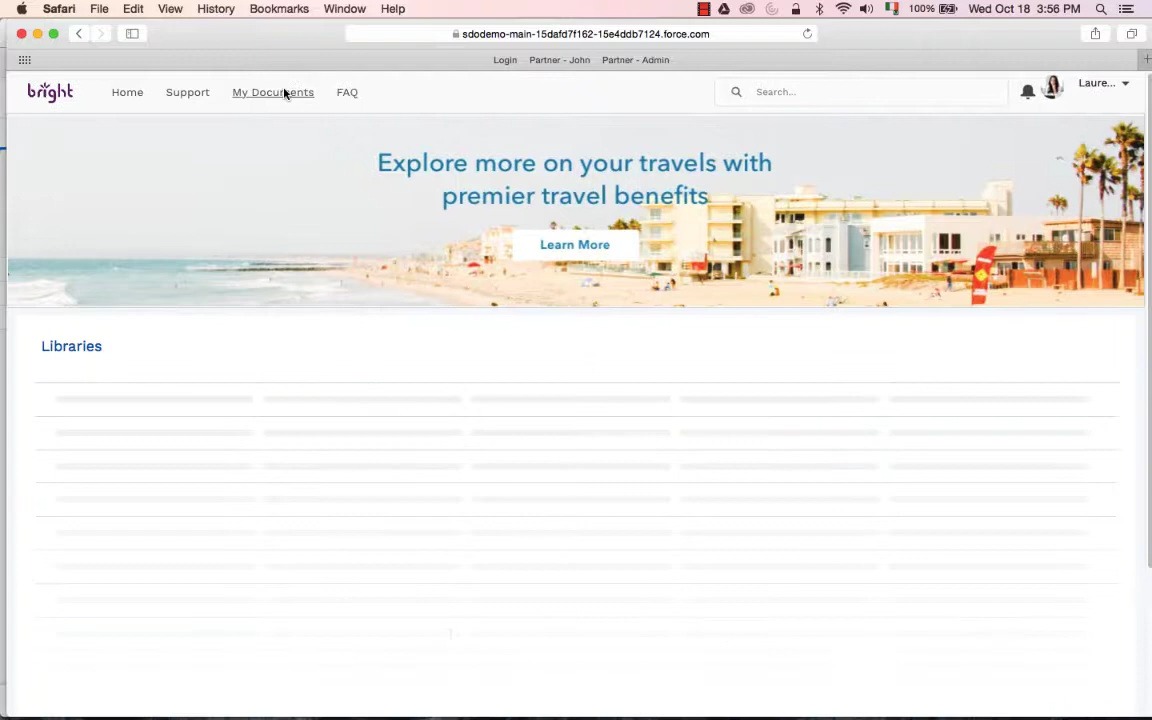 Safari File Edit View History Bookmarks Window Help 100% Wed Oct 18 3:56 PM
sdodemo-main-15dafd7f162-15e4ddb7124.force.com
Login Partner - John Partner - Admin
bright Home Support My Documents FAQ Search... Laure...
Explore more on your travels with
premier travel benefits
Learn More
Libraries